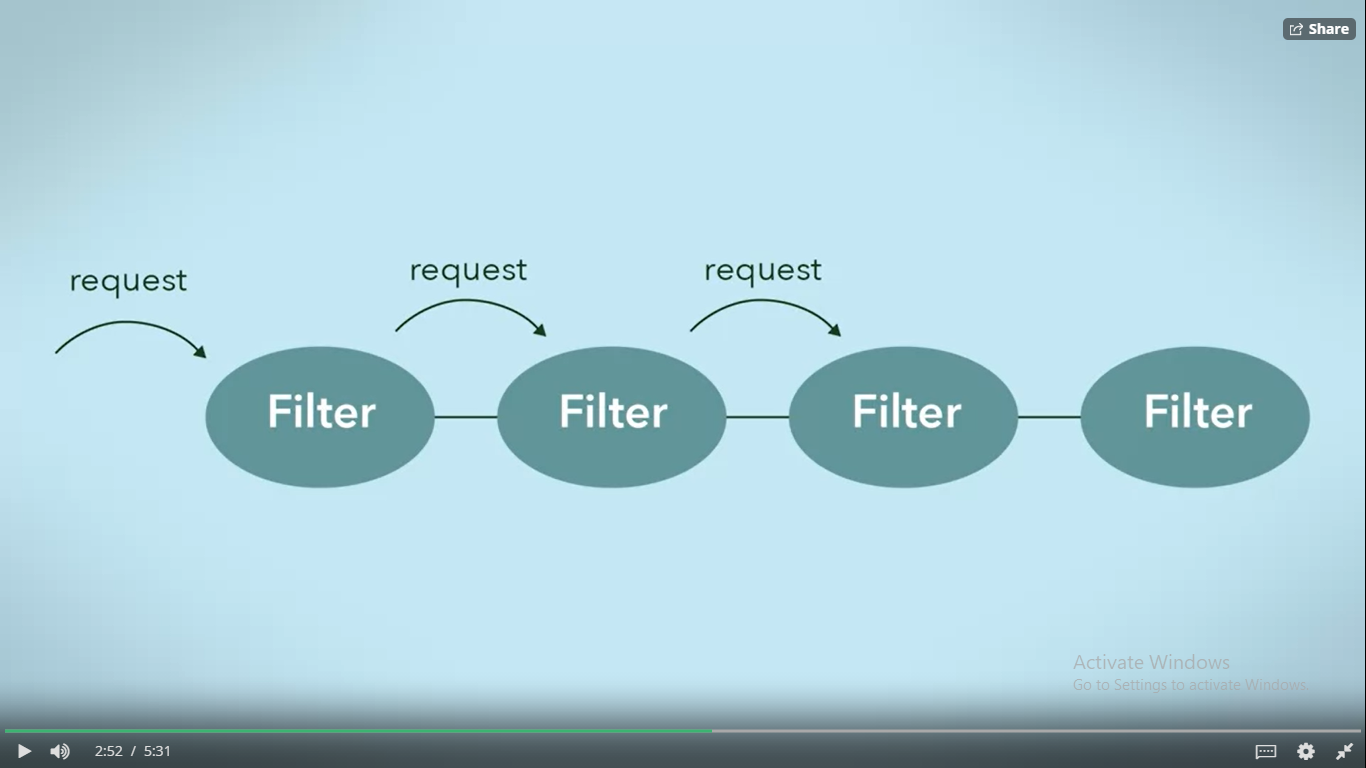 Share
request
request
request
Filter
Filter
Filter
Filter
Activate Windows
Go to Settings to activate Windows.
2:52 / 5:31